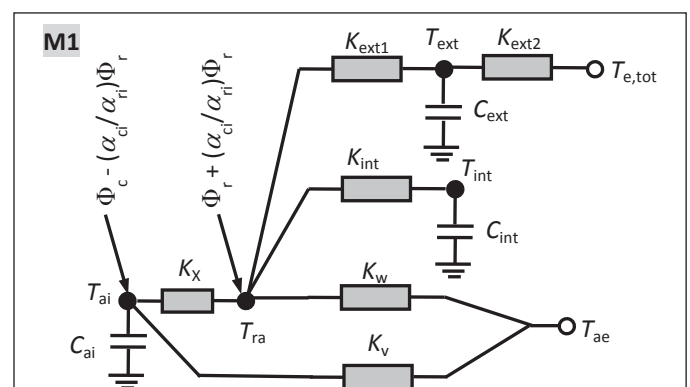 M1
Φc - (αci/αri)Φr
Φr + (αci/αri)Φr
Kext1
Text
Kext2
Te,tot
Cext
Kint
Tint
Cint
KX
Kw
Tai
Tra
Tae
Cai
Kv